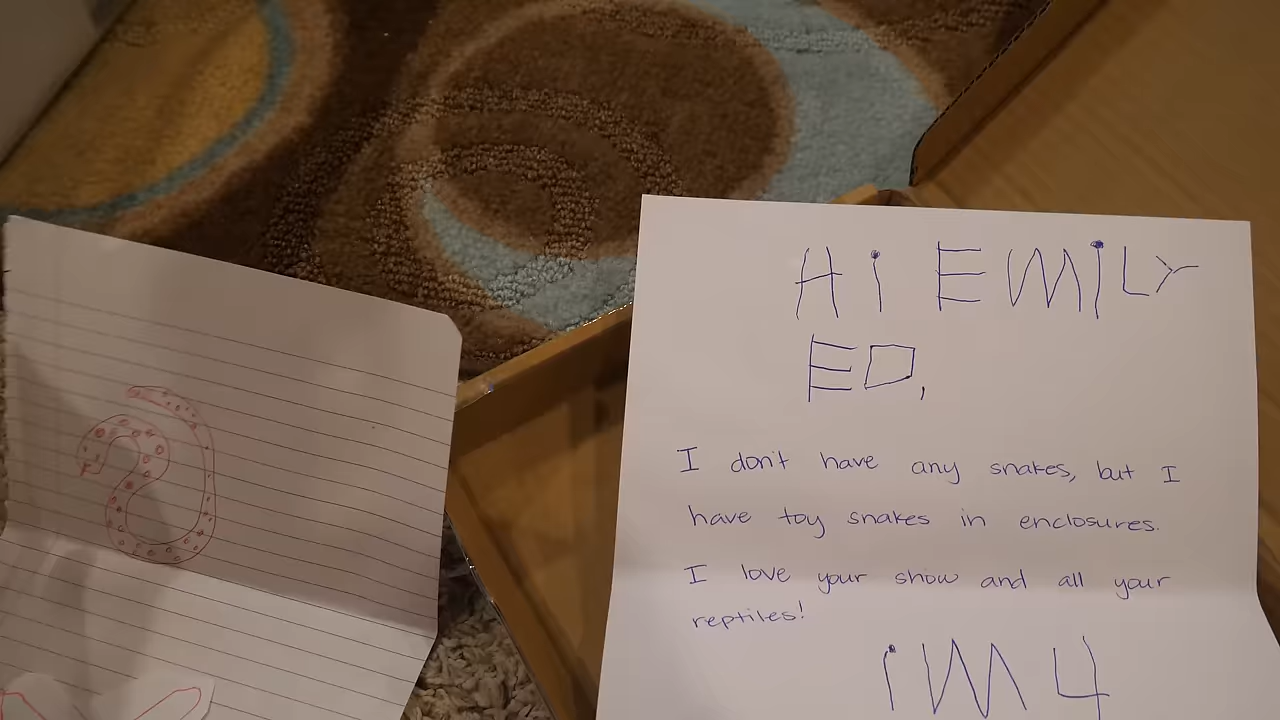 Hi EMiLY
ED,
I don't have any snakes, but I
have toy snakes in enclosures.
I love your show and all your
reptiles!
iM 4